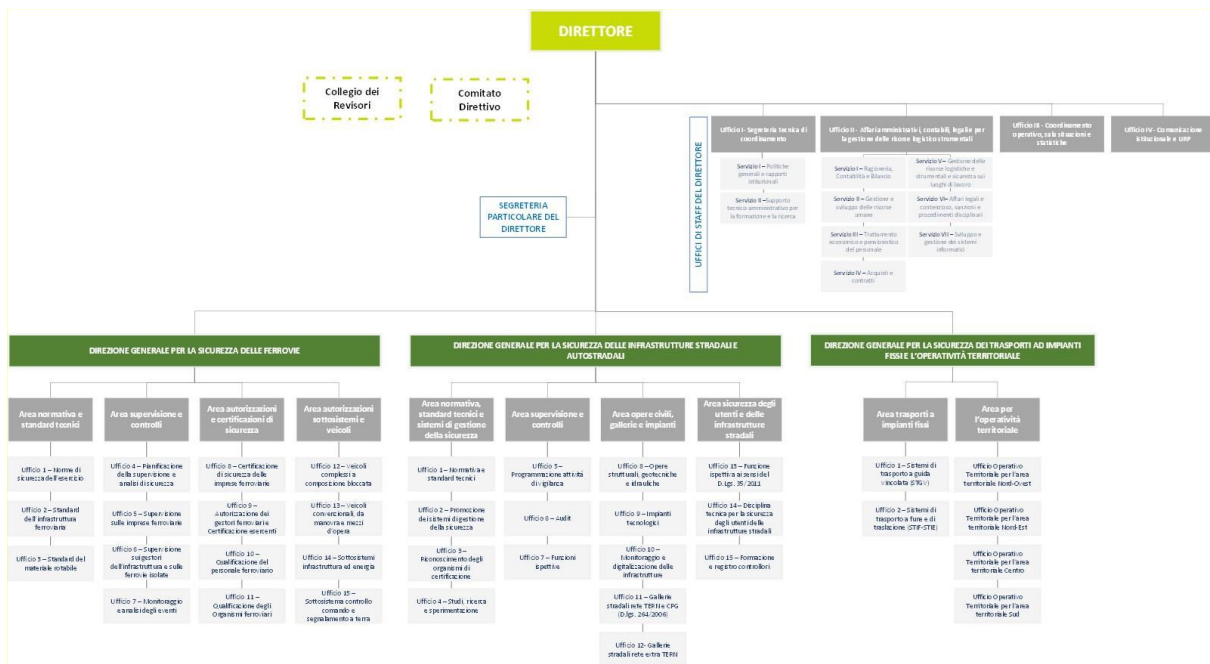 DIRETTORE
Collegio dei
Revisori
Comitato
Direttivo
SEGRETERIA
PARTICOLARE DEL
DIRETTORE
UFFICI DI STAFF DEL DIRETTORE
Ufficio I - Segreteria tecnica di
coordinamento
Servizio I – Politiche
generali e rapporti
istituzionali
Servizio II – Supporto
tecnico amministrativo per
la formazione e la ricerca
Ufficio II - Affari amministrativi, contabili, legali e per
la gestione delle risorse logistico strumentali
Servizio I – Ragioneria,
Contabilità e Bilancio
Servizio II – Gestione e
sviluppo delle risorse
umane
Servizio III – Trattamento
economico e pensionistico
del personale
Servizio IV – Acquisti e
contratti
Servizio V – Gestione delle
risorse logistiche e
strumentali e sicurezza sui
luoghi di lavoro
Servizio VI – Affari legali e
contenzioso, sanzioni e
procedimenti disciplinari
Servizio VII – Sviluppo e
gestione dei sistemi
informatici
Ufficio III - Coordinamento
operativo, sala situazioni e
statistiche
Ufficio IV - Comunicazione
istituzionale e URP
DIREZIONE GENERALE PER LA SICUREZZA DELLE FERROVIE
Area normativa e
standard tecnici
Ufficio 1 – Norme di
sicurezza dell'esercizio
Ufficio 2 – Standard
dell'infrastruttura
ferroviaria
Ufficio 3 – Standard del
materiale rotabile
Area supervisione e
controlli
Ufficio 4 – Pianificazione
della supervisione e
analisi di sicurezza
Ufficio 5 – Supervisione
sulle imprese ferroviarie
Ufficio 6 – Supervisione
sui gestori
dell'infrastruttura e sulle
ferrovie isolate
Ufficio 7 – Monitoraggio
e analisi degli eventi
Area autorizzazioni
e certificazioni di
sicurezza
Ufficio 8 – Certificazione
di sicurezza delle
imprese ferroviarie
Ufficio 9 –
Autorizzazione dei
gestori ferroviari e
Certificazione esercenti
Ufficio 10 –
Qualificazione del
personale ferroviario
Ufficio 11 –
Qualificazione degli
Organismi ferroviari
Area autorizzazioni
sottosistemi e
veicoli
Ufficio 12 – Veicoli
complessi a
composizione bloccata
Ufficio 13 – Veicoli
convenzionali, da
manovra e mezzi
d'opera
Ufficio 14 – Sottosistemi
infrastruttura ed energia
Ufficio 15 –
Sottosistema controllo
comando e
segnalamento a terra
DIREZIONE GENERALE PER LA SICUREZZA DELLE INFRASTRUTTURE STRADALI E
AUTOSTRADALI
Area normativa,
standard tecnici e
sistemi di gestione
della sicurezza
Ufficio 1 – Normativa e
standard tecnici
Ufficio 2 – Promozione
dei sistemi di gestione
della sicurezza
Ufficio 3 –
Riconoscimento degli
organismi di
certificazione
Ufficio 4 – Studi, ricerca
e sperimentazione
Area supervisione e
controlli
Ufficio 5 –
Programmazione attività
di vigilanza
Ufficio 6 – Audit
Ufficio 7 – Funzioni
ispettive
Area opere civili,
gallerie e impianti
Ufficio 8 – Opere
strutturali, geotecniche
e idrauliche
Ufficio 9 – Impianti
tecnologici
Ufficio 10 –
Monitoraggio e
digitalizzazione delle
infrastrutture
Ufficio 11 – Gallerie
stradali rete TERN e CPG
(D.lgs. 264/2006)
Ufficio 12- Gallerie
stradali rete extra TERN
Area sicurezza degli
utenti e delle
infrastrutture
stradali
Ufficio 13 – Funzione
ispettiva ai sensi del
D.Lgs. 35/2011
Ufficio 14 – Disciplina
tecnica per la sicurezza
degli utenti delle
infrastrutture stradali
Ufficio 15 – Formazione
e registro controllori
DIREZIONE GENERALE PER LA SICUREZZA DEI TRASPORTI AD IMPIANTI
FISSI E L'OPERATIVITÀ TERRITORIALE
Area trasporti a
impianti fissi
Ufficio 1 – Sistemi di
trasporto a guida
vincolata (STGV)
Ufficio 2 – Sistemi di
trasporto a fune e di
traslazione (STIF-STIE)
Area per
l'operatività
territoriale
Ufficio Operativo
Territoriale per l'area
territoriale Nord-Ovest
Ufficio Operativo
Territoriale per l'area
territoriale Nord-Est
Ufficio Operativo
Territoriale per l'area
territoriale Centro
Ufficio Operativo
Territoriale per l'area
territoriale Sud